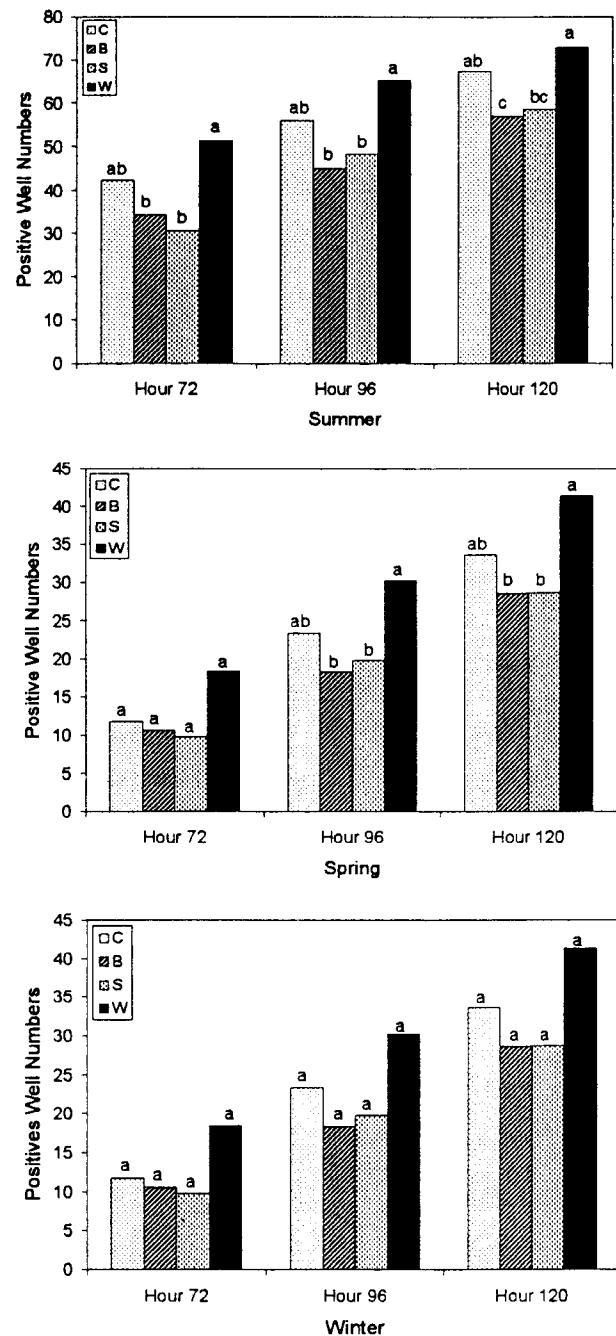 80
70
60
50
40
30
20
10
0
Positive Well Numbers
C
B
S
W
ab
b
b
a
ab
b
b
a
ab
c
bc
a
Hour 72
Hour 96
Hour 120
Summer
45
40
35
30
25
20
15
10
5
0
Positive Well Numbers
C
B
S
W
a
a
a
a
ab
b
b
a
ab
b
b
a
Hour 72
Hour 96
Hour 120
Spring
45
40
35
30
25
20
15
10
5
0
Positives Well Numbers
C
B
S
W
a
a
a
a
a
a
a
a
a
a
a
a
Hour 72
Hour 96
Hour 120
Winter